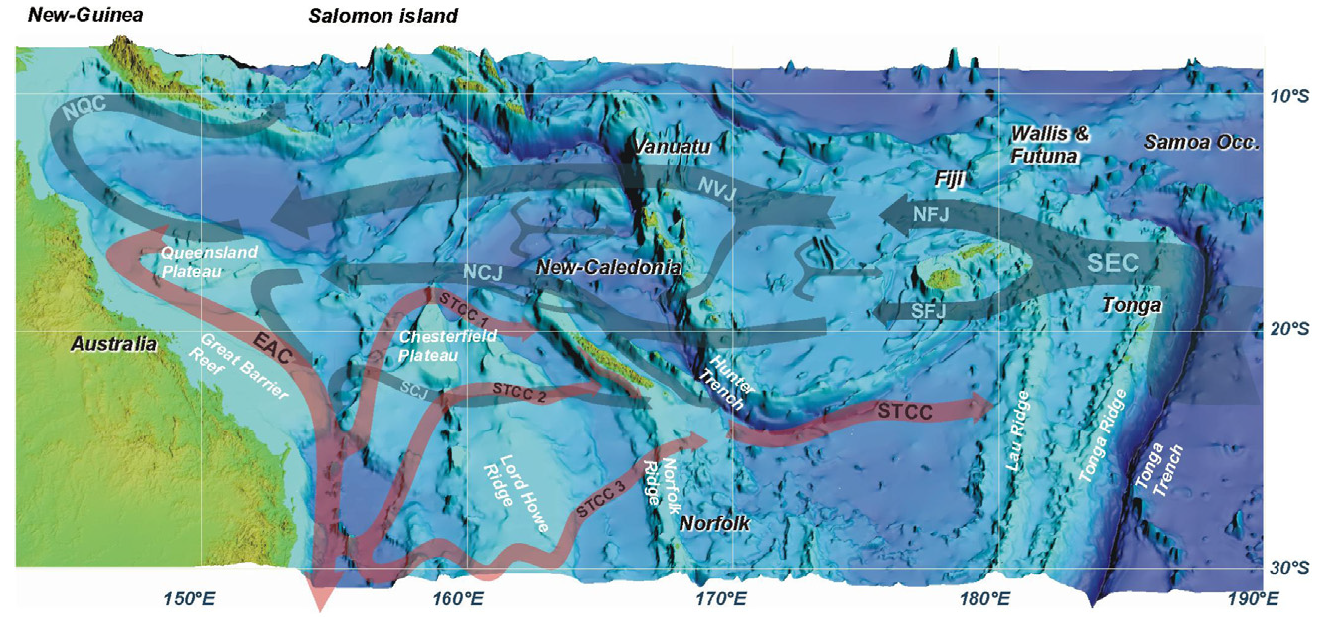 New-Guinea
Salomon island
NQC
10°S
Vanuatu
Wallis &
Futuna
Samoa Occ.
Fiji
NVJ
NFJ
Queensland
Plateau
NCJ
New-Caledonia
SEC
STCC 1
SFJ
Tonga
20°S
Australia
EAC
Great Barrier
Reef
Chesterfield
Plateau
SCJ
STCC 2
Hunter
Trench
STCC
Lau Ridge
Tonga Ridge
Tonga
Trench
Lord Howe
Ridge
STCC 3
Norfolk
Ridge
Norfolk
30°S
150°E
160°E
170°E
180°E
190°E